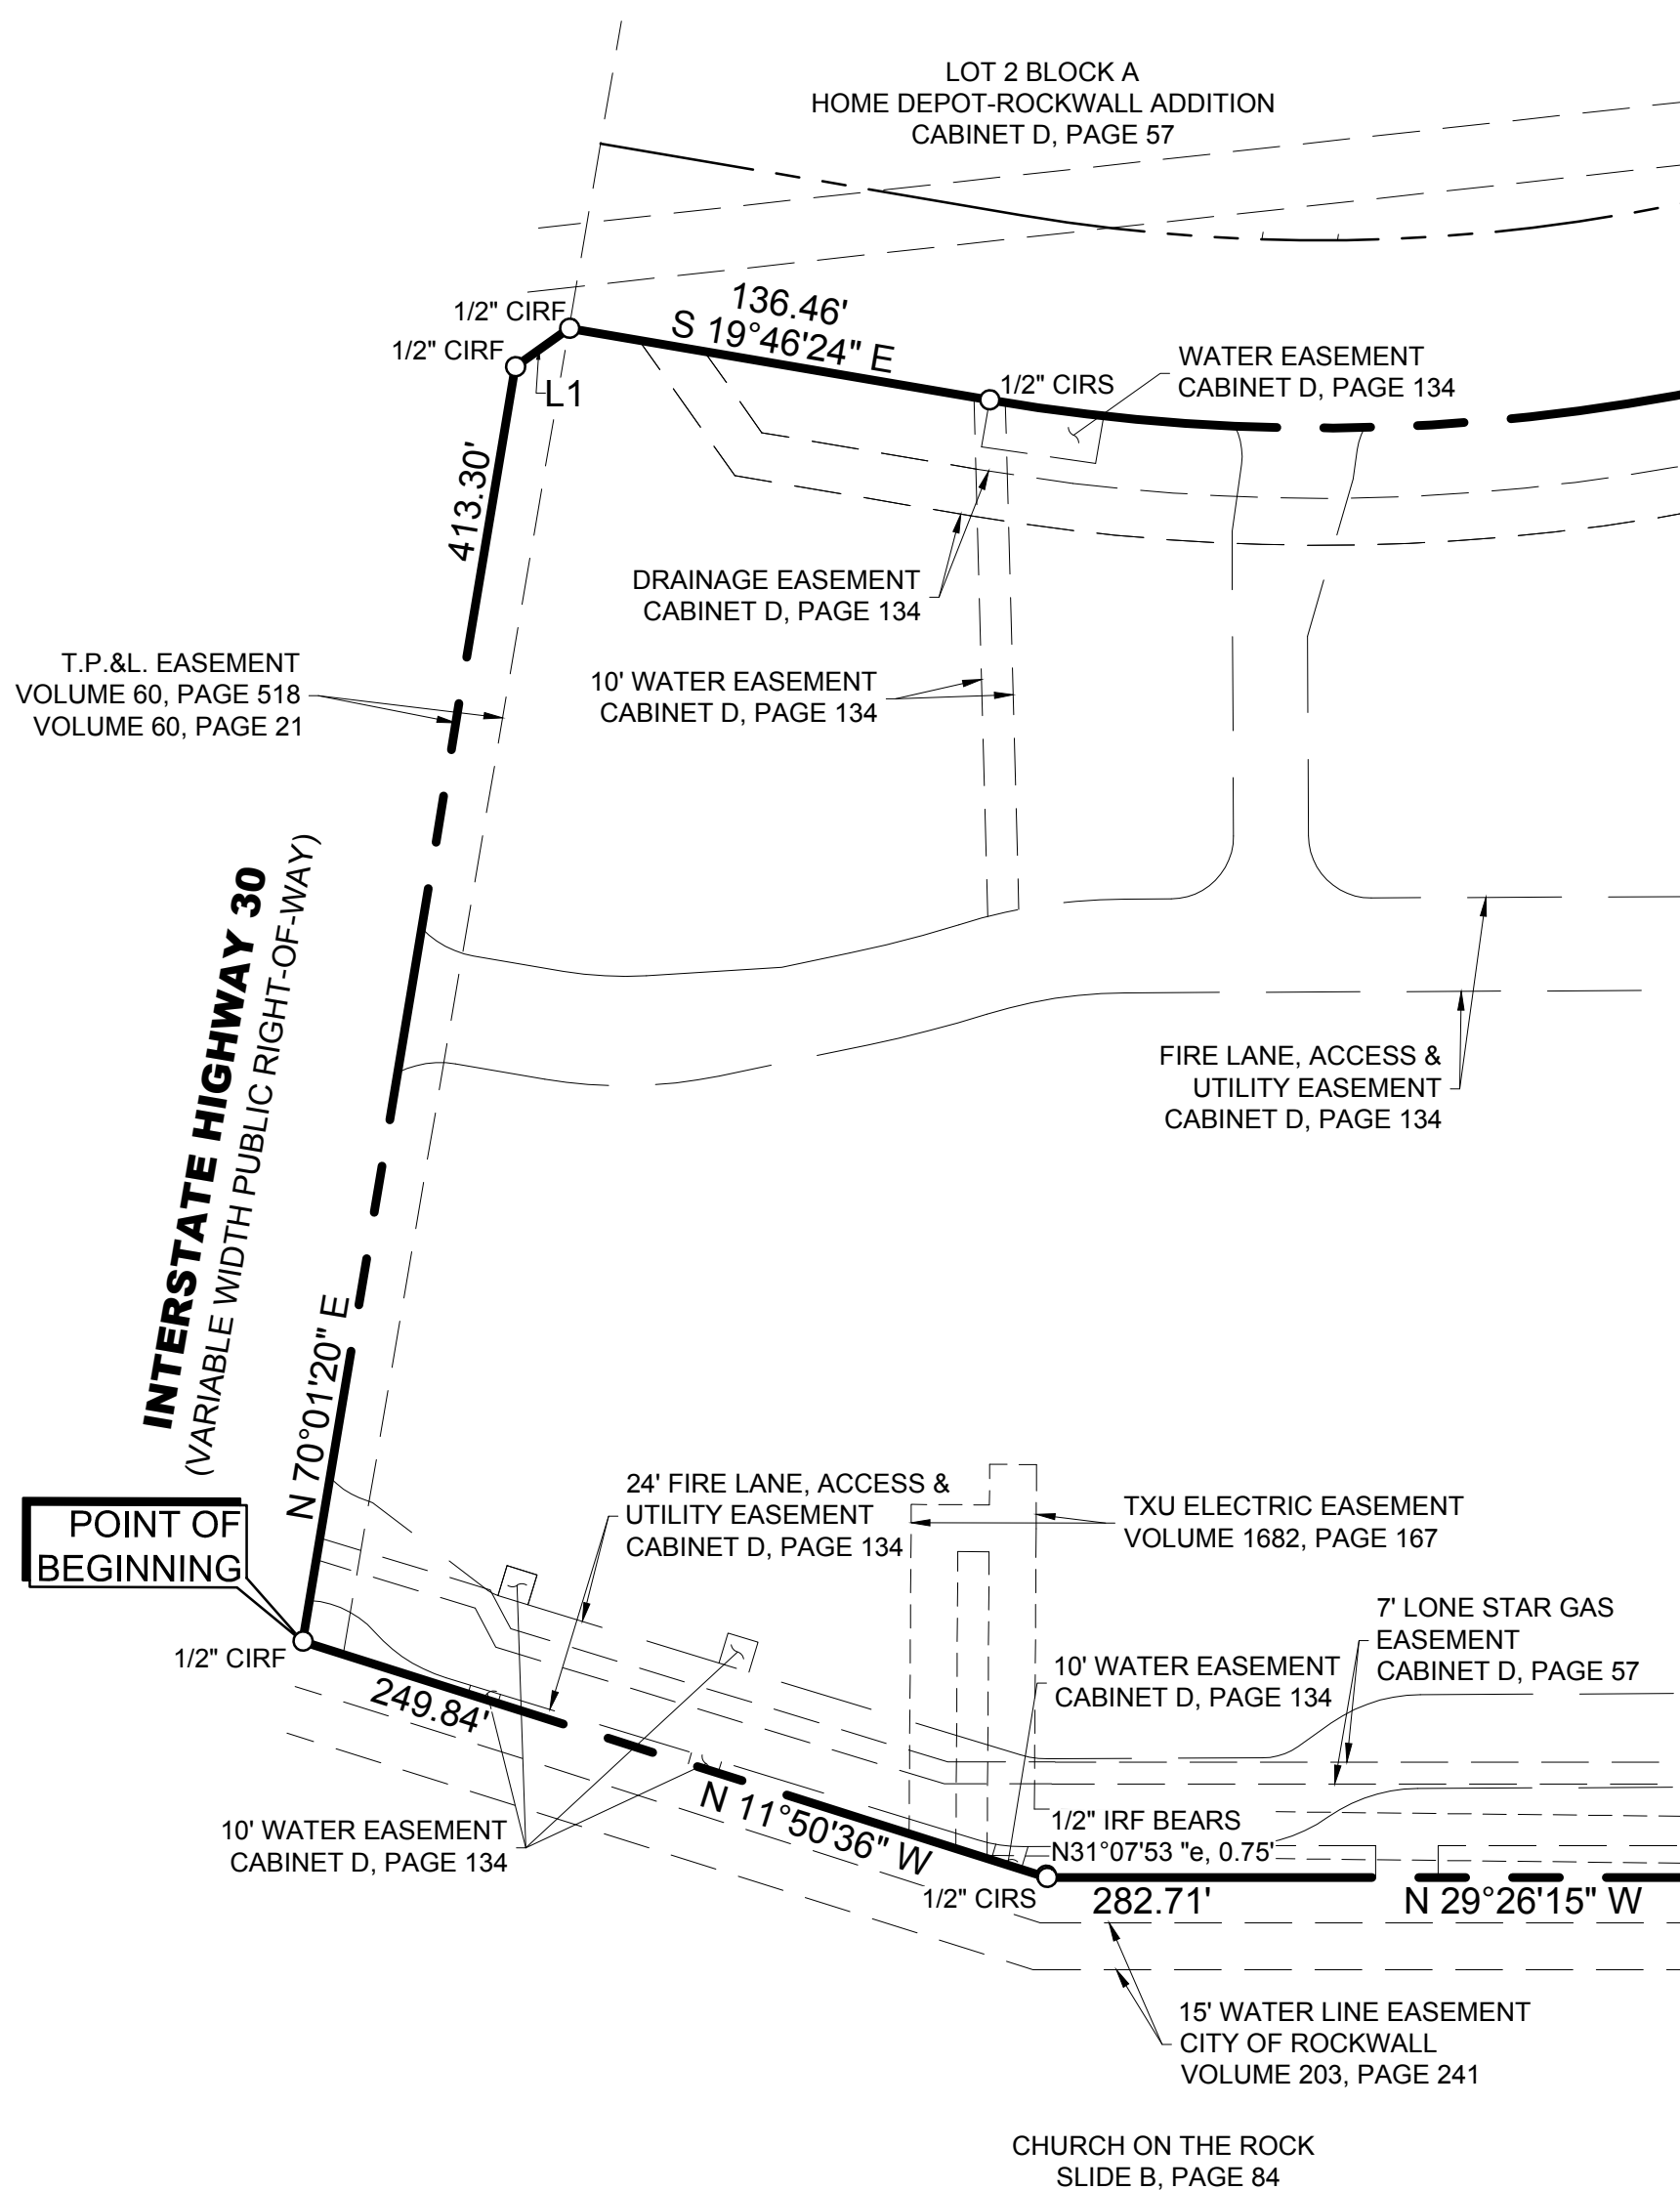 LOT 2 BLOCK A
HOME DEPOT-ROCKWALL ADDITION
CABINET D, PAGE 57
136.46'
S 19°46'24" E
1/2" CIRF
1/2" CIRF
L1
1/2" CIRS
WATER EASEMENT
CABINET D, PAGE 134
413.30'
DRAINAGE EASEMENT
CABINET D, PAGE 134
T.P.&L. EASEMENT
VOLUME 60, PAGE 518
VOLUME 60, PAGE 21
10' WATER EASEMENT
CABINET D, PAGE 134
INTERSTATE HIGHWAY 30
(VARIABLE WIDTH PUBLIC RIGHT-OF-WAY)
FIRE LANE, ACCESS &
UTILITY EASEMENT
CABINET D, PAGE 134
N 70°01'20" E
POINT OF
BEGINNING
24' FIRE LANE, ACCESS &
UTILITY EASEMENT
CABINET D, PAGE 134
TXU ELECTRIC EASEMENT
VOLUME 1682, PAGE 167
7' LONE STAR GAS
EASEMENT
CABINET D, PAGE 57
1/2" CIRF
10' WATER EASEMENT
CABINET D, PAGE 134
249.84'
N 11°50'36" W
10' WATER EASEMENT
CABINET D, PAGE 134
1/2" IRF BEARS
N31°07'53 "e, 0.75'
1/2" CIRS
282.71'
N 29°26'15" W
15' WATER LINE EASEMENT
CITY OF ROCKWALL
VOLUME 203, PAGE 241
CHURCH ON THE ROCK
SLIDE B, PAGE 84